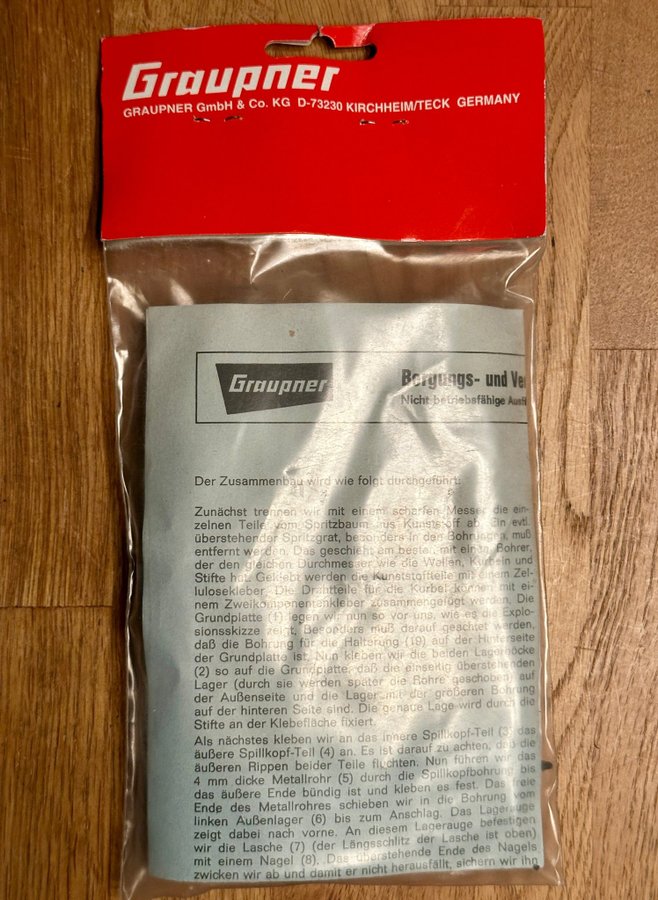 Graupner
GRAUPNER GmbH & Co. KG D-73230 KIRCHHEIM/TECK GERMANY
Graupner
Bergungs- und Ve
Nicht betriebsfähige Ausf
Der Zusammenbau wird wie folgt durchgeführt:
Zunächst trennen wir mit einem scharfen Messer die ein-
zelnen Teile vom Spritzbaum aus Kunststoff ab. Ein evtl.
überstehender Spritzgrat, besonders in den Bohrungen, muß
entfernt werden. Das geschieht am besten mit einem Bohrer,
der den gleichen Durchmesser wie die Wellen, Kurbeln und
Stifte hat. Geklebt werden die Kunststoffteile mit einem Zel-
lulosekleber. Die Drahtteile für die Kurbel können mit ei-
nem Zweikomponentenkleber zusammengefügt werden. Die
Grundplatte (1) legen wir nun so vor uns, wie es die Explo-
sionsskizze zeigt. Besonders muß darauf geachtet werden,
daß die Bohrung für die Halterung (19) auf der Hinterseite
der Grundplatte ist. Nun kleben wir die beiden Lagerböcke
(2) so auf die Grundplatte, daß die einseitig überstehenden
Lager (durch sie werden später die Rohre geschoben) auf
der Außenseite und die Lager mit der größeren Bohrung
auf der hinteren Seite sind. Die genaue Lage wird durch die
Stifte an der Klebefläche fixiert.
Als nächstes kleben wir an das innere Spillkopf-Teil (3) das
äußere Spillkopf-Teil (4) an. Es ist darauf zu achten, daß die
äußeren Rippen beider Teile fluchten. Nun führen wir das
4 mm dicke Metallrohr (5) durch die Spillkopfbohrung bis
das äußere Ende bündig ist und kleben es fest. Das freie
Ende des Metallrohres schieben wir in die Bohrung vom
linken Außenlager (6) bis zum Anschlag. Das Lagerauge
zeigt dabei nach vorne. An diesem Lagerauge befestigen
wir die Lasche (7) (der Längsschlitz der Lasche ist oben)
mit einem Nagel (8). Das überstehende Ende des Nagels
zwicken wir ab und damit er nicht herausfällt, sichern wir ihn